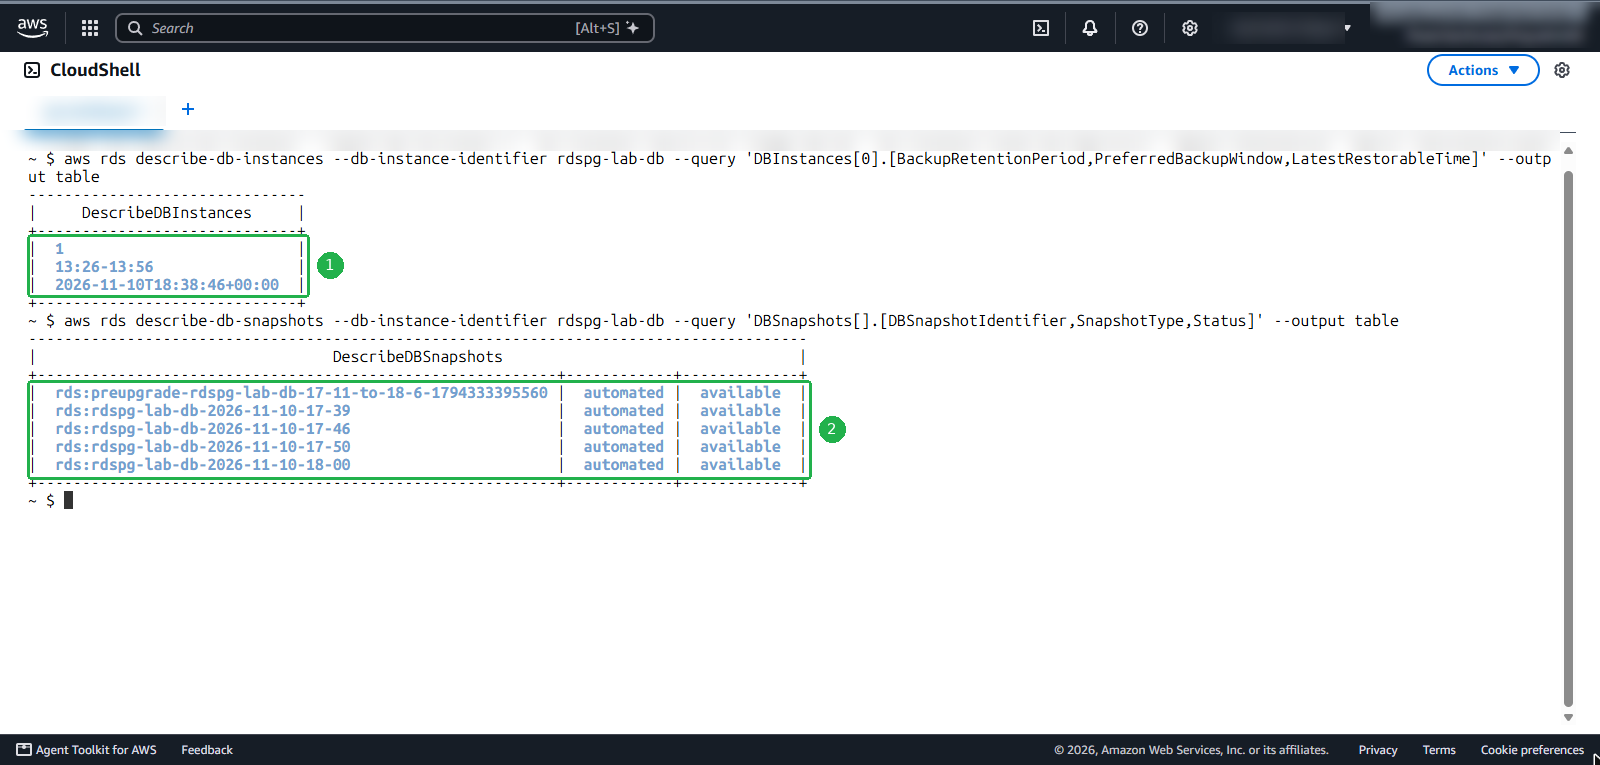 aws
Search
[Alt+S]
CloudShell
Actions
+
~ $ aws rds describe-db-instances --db-instance-identifier rdspg-lab-db --query 'DBInstances[0].[BackupRetentionPeriod,PreferredBackupWindow,LatestRestorableTime]' --outp
ut table
-------------------------------
|     DescribeDBInstances     |
+-----------------------------+
|  1                          |
|  13:26-13:56                |
|  2026-11-10T18:38:46+00:00  |
+-----------------------------+
1
~ $ aws rds describe-db-snapshots --db-instance-identifier rdspg-lab-db --query 'DBSnapshots[].[DBSnapshotIdentifier,SnapshotType,Status]' --output table
---------------------------------------------------------------------------------------
|                                 DescribeDBSnapshots                                 |
+----------------------------------------------------------+------------+-------------+
|  rds:preupgrade-rdspg-lab-db-17-11-to-18-6-1794333395560 |  automated |  available  |
|  rds:rdspg-lab-db-2026-11-10-17-39                       |  automated |  available  |
|  rds:rdspg-lab-db-2026-11-10-17-46                       |  automated |  available  |
|  rds:rdspg-lab-db-2026-11-10-17-50                       |  automated |  available  |
|  rds:rdspg-lab-db-2026-11-10-18-00                       |  automated |  available  |
+----------------------------------------------------------+------------+-------------+
2
~ $
Agent Toolkit for AWS Feedback © 2026, Amazon Web Services, Inc. or its affiliates. Privacy Terms Cookie preferences